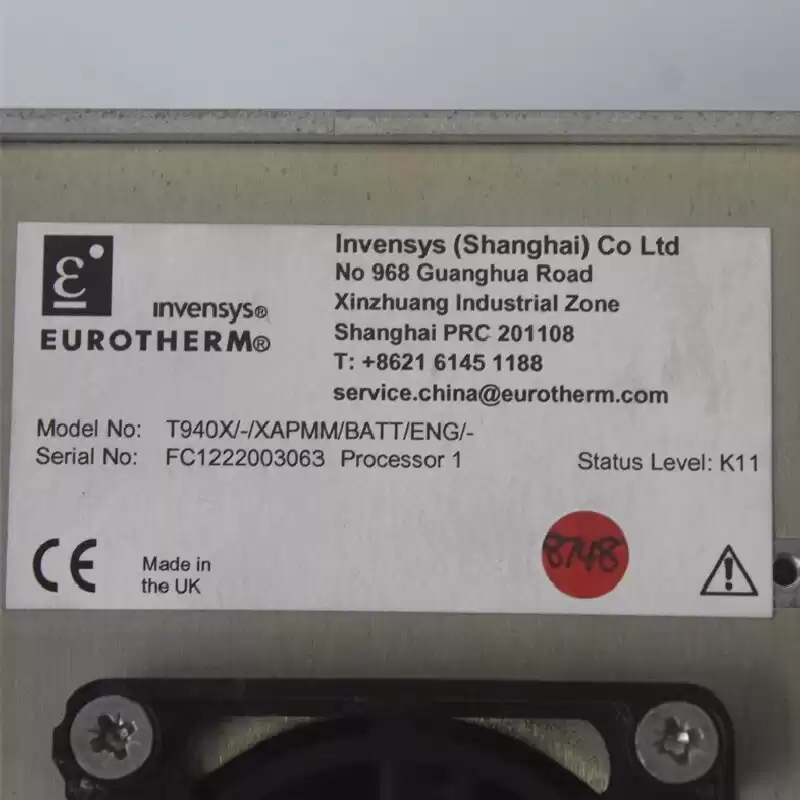 invensys®
EUROTHERM®
Invensys (Shanghai) Co Ltd
No 968 Guanghua Road
Xinzhuang Industrial Zone
Shanghai PRC 201108
T: +8621 6145 1188
service.china@eurotherm.com
Model No: T940X/-/XAPMM/BATT/ENG/-
Serial No: FC1222003063 Processor 1 Status Level: K11
CE
Made in
the UK
8748